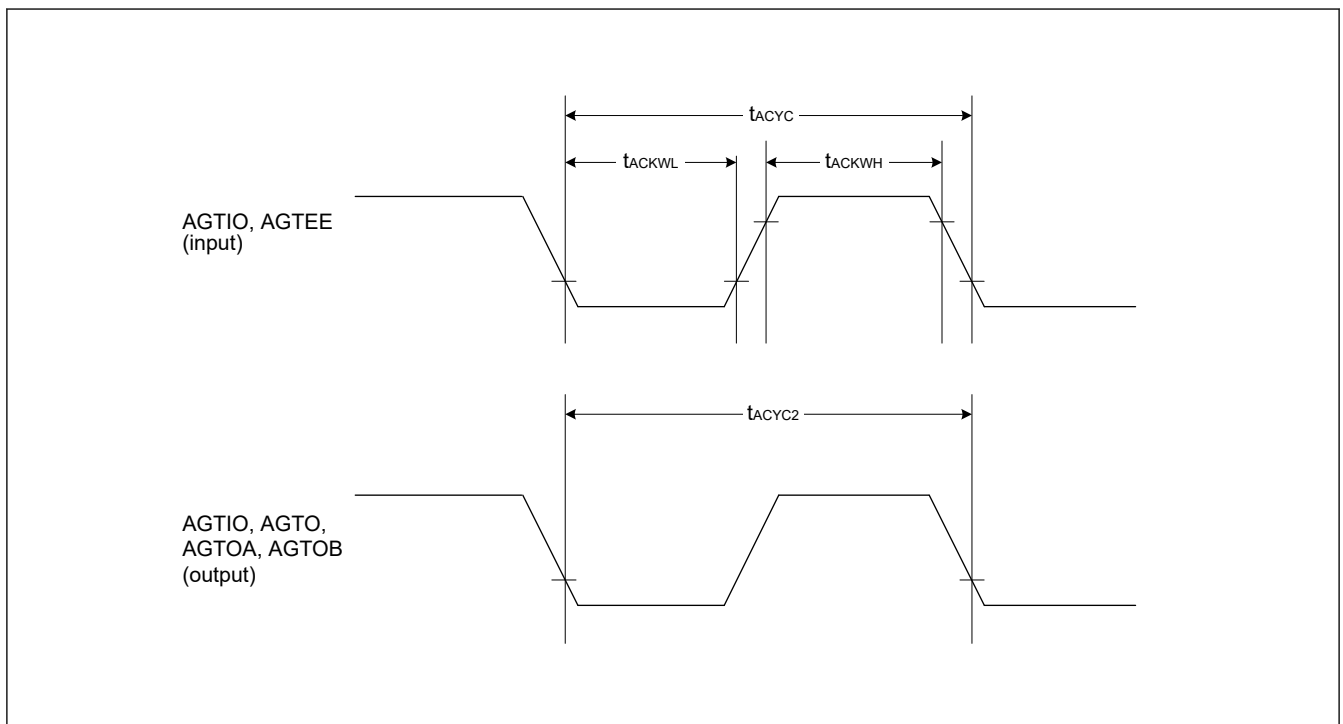 tACYC
tACKWL
tACKWH
AGTIO, AGTEE
(input)
tACYC2
AGTIO, AGTO,
AGTOA, AGTOB
(output)